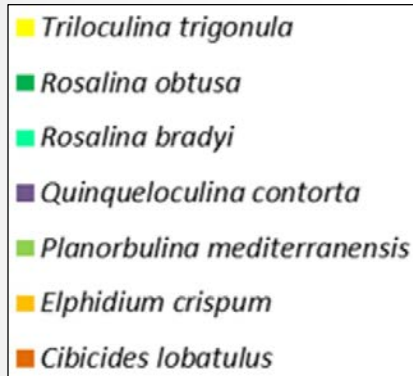 Triloculina trigonula
Rosalina obtusa
Rosalina bradyi
Quinqueloculina contorta
Planorbulina mediterranensis
Elphidium crispum
Cibicides lobatulus